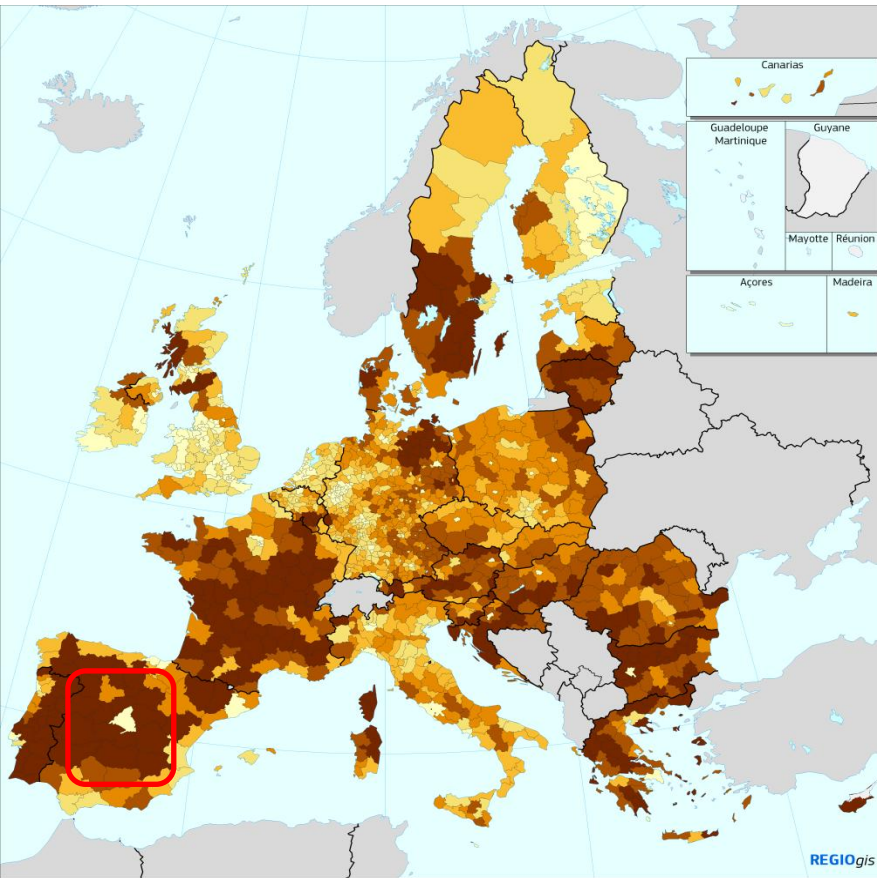 Canarias
Guadeloupe
Martinique
Guyane
Mayotte
Réunion
Açores
Madeira
REGIOgis